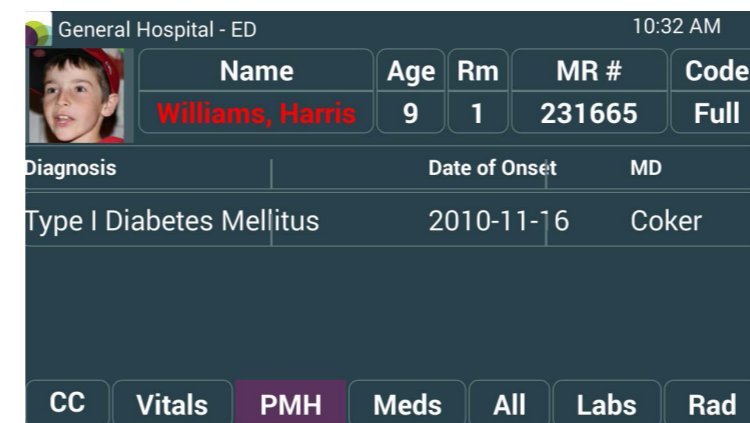 General Hospital - ED 10:32 AM
Name Age Rm MR # Code
Williams, Harris 9 1 231665 Full
Diagnosis Date of Onset MD
Type I Diabetes Mellitus 2010-11-16 Coker
CC Vitals PMH Meds All Labs Rad